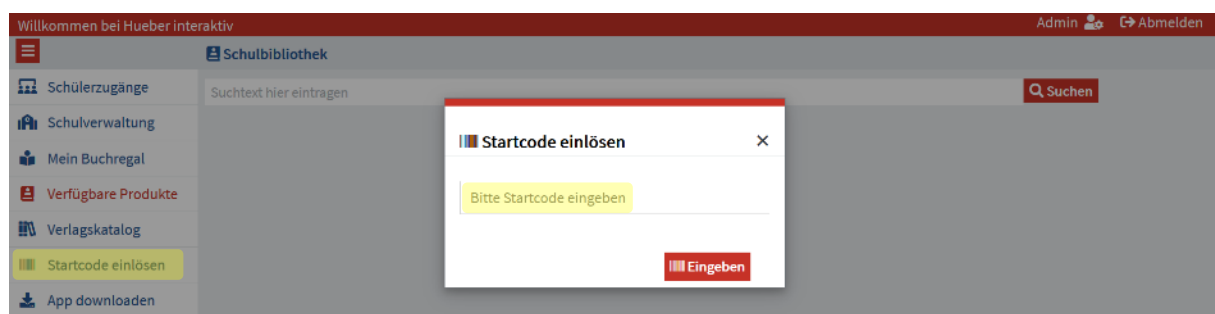 Willkommen bei Hueber interaktiv
Admin
Abmelden
Schulbibliothek
Schülerzugänge
Suchtext hier eintragen
Suchen
Schulverwaltung
Mein Buchregal
Verfügbare Produkte
Verlagskatalog
Startcode einlösen
App downloaden
Startcode einlösen
Bitte Startcode eingeben
Eingeben